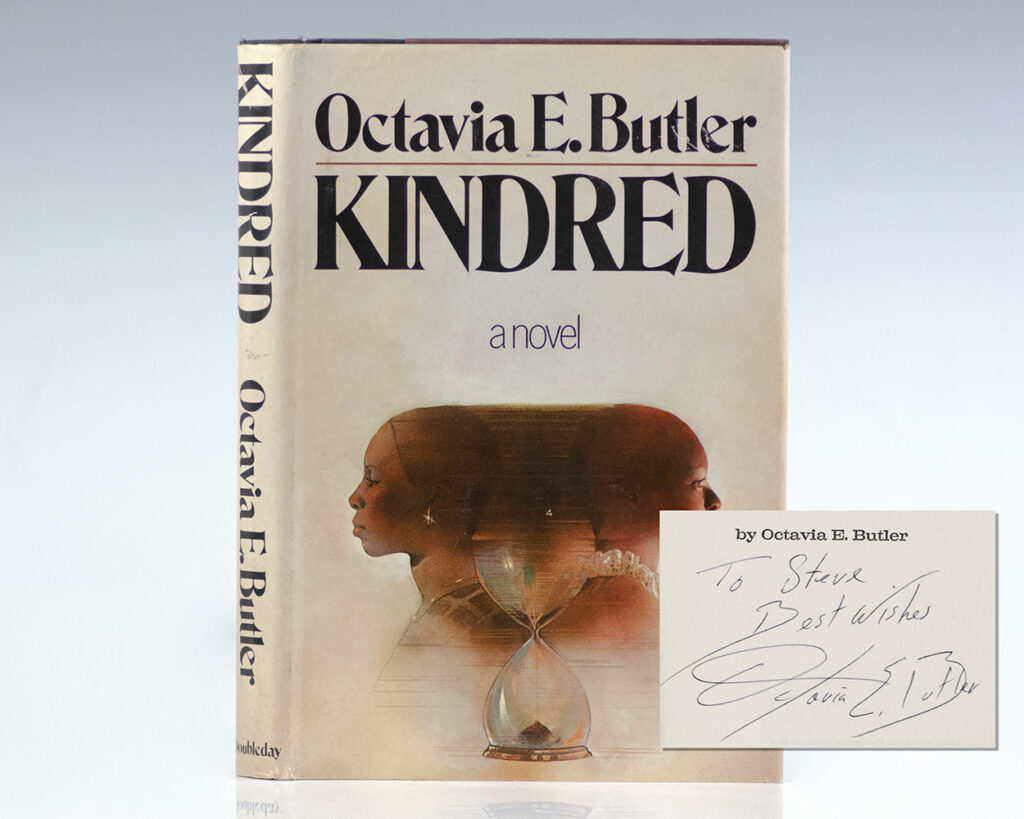 KINDRED
Octavia E. Butler
Doubleday
Octavia E. Butler
KINDRED
a novel
by Octavia E. Butler
To Steve
Best Wishes
Octavia E. Butler